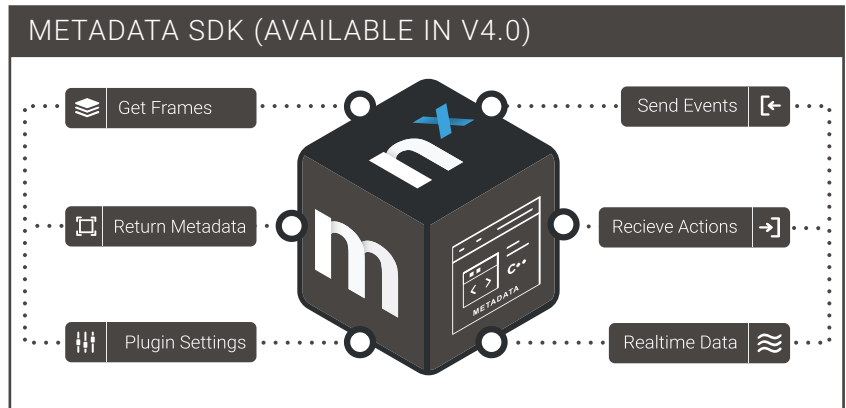 METADATA SDK (AVAILABLE IN V4.0)
Get Frames
Send Events
nx
m
Return Metadata
Recieve Actions
C++
< / >
METADATA
Plugin Settings
Realtime Data